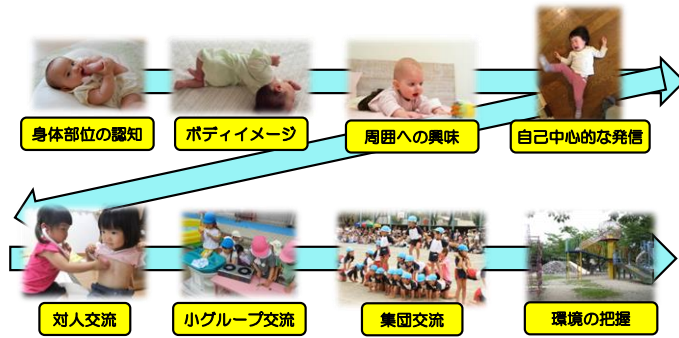 身体部位の認知
ボディイメージ
周囲への興味
自己中心的な発信
対人交流
小グループ交流
集団交流
環境の把握